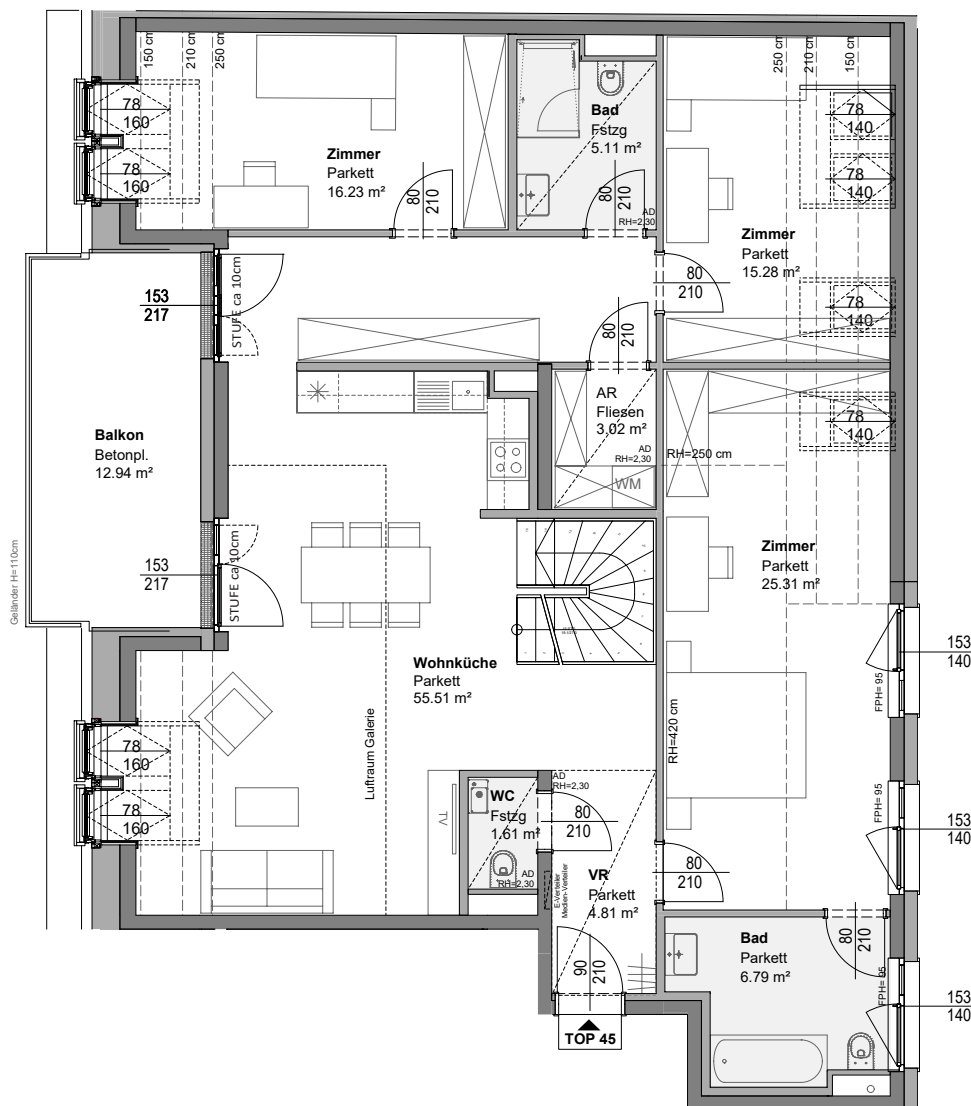 150 cm
210 cm
250 cm
78
160
78
160
Zimmer
Parkett
16.23 m²
80
210
Bad
Fstzg
5.11 m²
80
210
AD
RH=2,30
250 cm
210 cm
150 cm
78
140
78
140
Zimmer
Parkett
15.28 m²
80
210
78
140
153
217
STUFE ca 10cm
80
210
AR
Fliesen
3.02 m²
AD
RH=2,30
WM
RH=250 cm
78
140
Balkon
Betonpl.
12.94 m²
Geländer H=110cm
153
217
STUFE ca 10cm
Zimmer
Parkett
25.31 m²
153
140
FPH= 95
Wohnküche
Parkett
55.51 m²
RH=420 cm
Luftraum Galerie
78
160
78
160
TV
WC
Fstzg
1.61 m²
AD
RH=2,30
AD
RH=2,30
80
210
E-Verteiler
Medien-Verteiler
VR
Parkett
4.81 m²
80
210
FPH= 95
153
140
90
210
TOP 45
Bad
Parkett
6.79 m²
80
210
FPH= 95
153
140